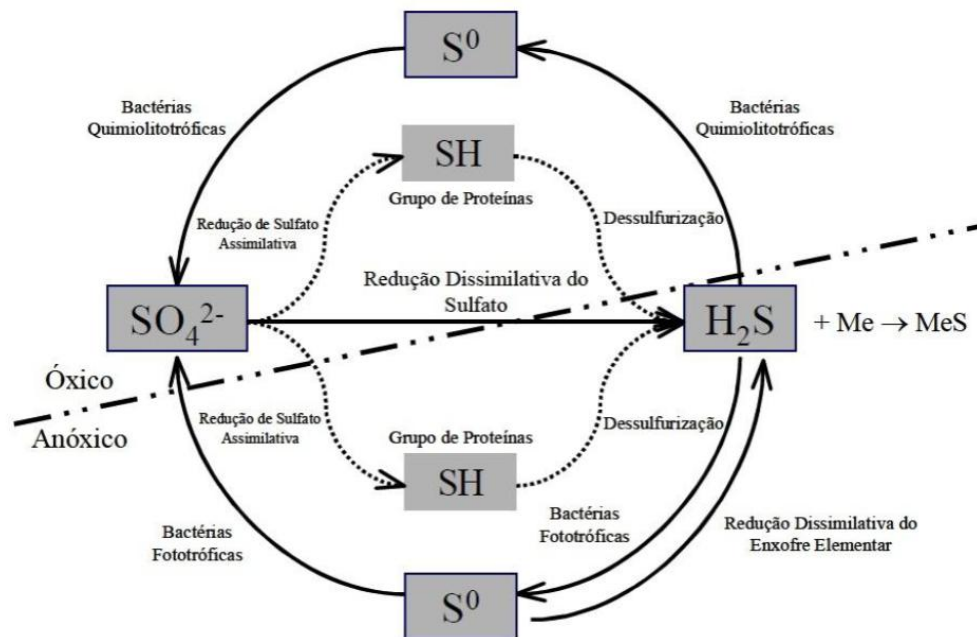 S⁰
Bactérias
Quimiolitotróficas
Bactérias
Quimiolitotróficas
SH
Grupo de Proteínas
Redução de Sulfato
Assimilativa
Dessulfurização
Redução Dissimilativa do
Sulfato
SO₄²⁻
H₂S + Me → MeS
Óxico
Anóxico
Redução de Sulfato
Assimilativa
Grupo de Proteínas
Dessulfurização
SH
Bactérias
Fototróficas
Bactérias
Fototróficas
Redução Dissimilativa do
Enxofre Elementar
S⁰